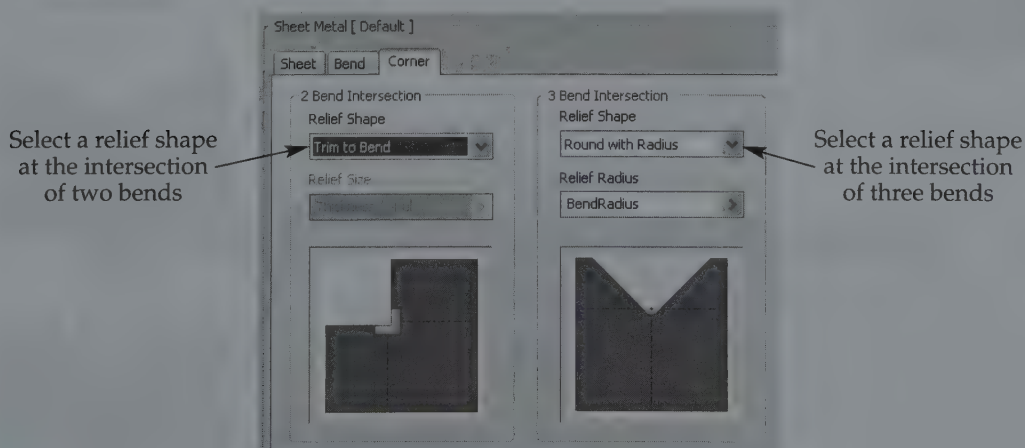 Sheet Metal [ Default ]
Sheet Bend Corner
2 Bend Intersection
Relief Shape
Trim to Bend
Relief Size
3 Bend Intersection
Relief Shape
Round with Radius
Relief Radius
BendRadius
Select a relief shape
at the intersection
of two bends
Select a relief shape
at the intersection
of three bends